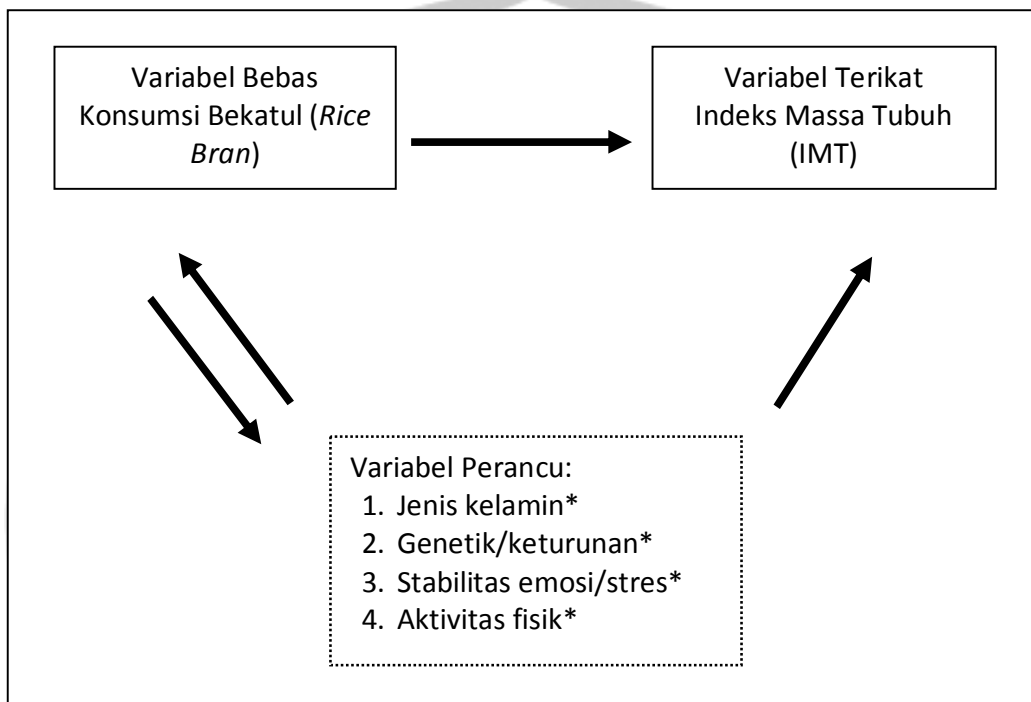 Variabel Bebas
Konsumsi Bekatul (Rice
Bran)
Variabel Terikat
Indeks Massa Tubuh
(IMT)
Variabel Perancu:
1. Jenis kelamin*
2. Genetik/keturunan*
3. Stabilitas emosi/stres*
4. Aktivitas fisik*